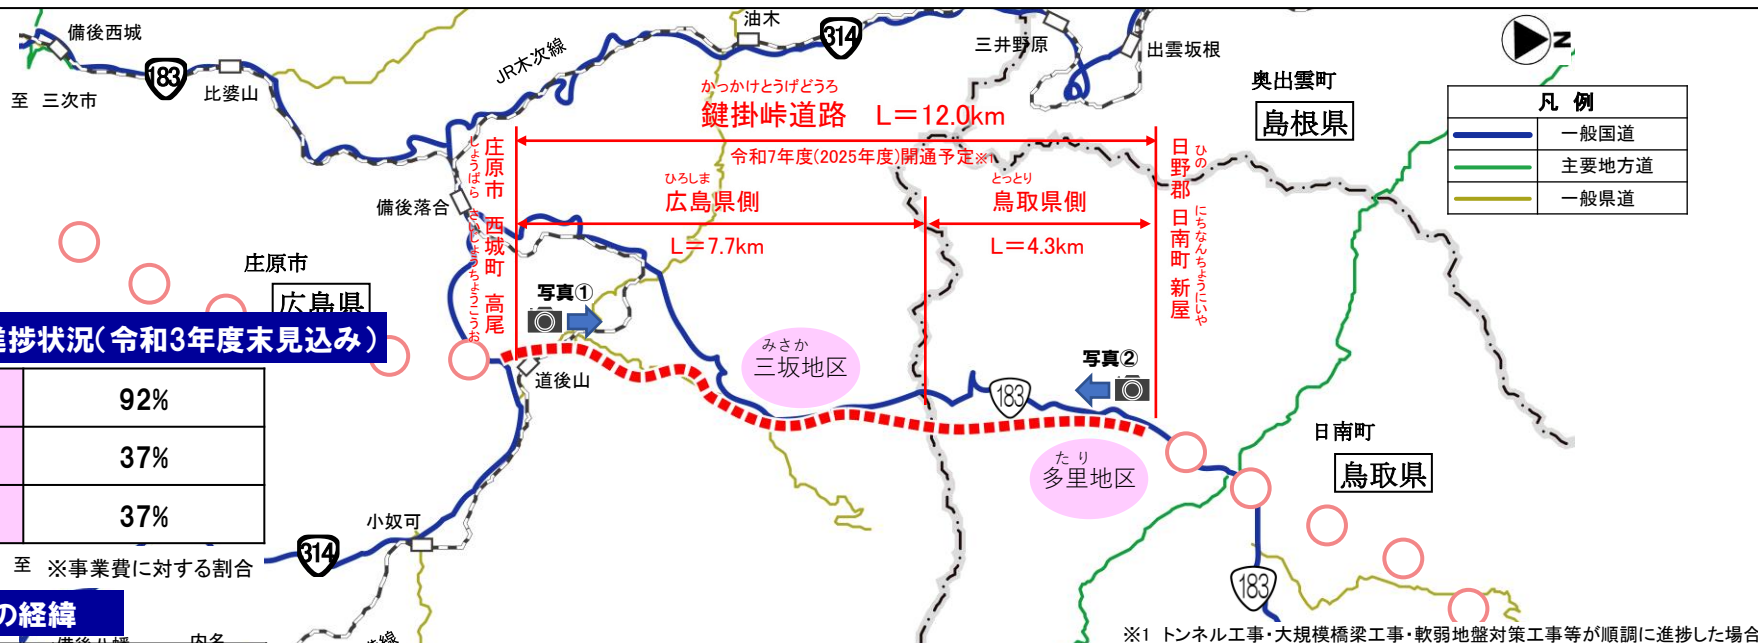 備後西城
至 三次市
183
比婆山
JR木次線
油木
314
三井野原
出雲坂根
N
奥出雲町
島根県
凡 例
一般国道
主要地方道
一般県道
かっかけとうげどうろ
鍵掛峠道路 L=12.0km
令和7年度(2025年度)開通予定※1
ひろしま
広島県側
L=7.7km
とっとり
鳥取県側
L=4.3km
庄原市 西城町 高尾
しょうばら さいじょうちょうこうお
日野郡 日南町 新屋
ひの にちなんちょうにいや
備後落合
庄原市
広島県
写真①
道後山
みさか
三坂地区
183
写真②
たり
多里地区
日南町
鳥取県
183
進捗状況(令和3年度末見込み)
92%
37%
37%
至 ※事業費に対する割合
小奴可
314
の経緯
備後八幡
内名
※1 トンネル工事・大規模橋梁工事・軟弱地盤対策工事等が順調に進捗した場合